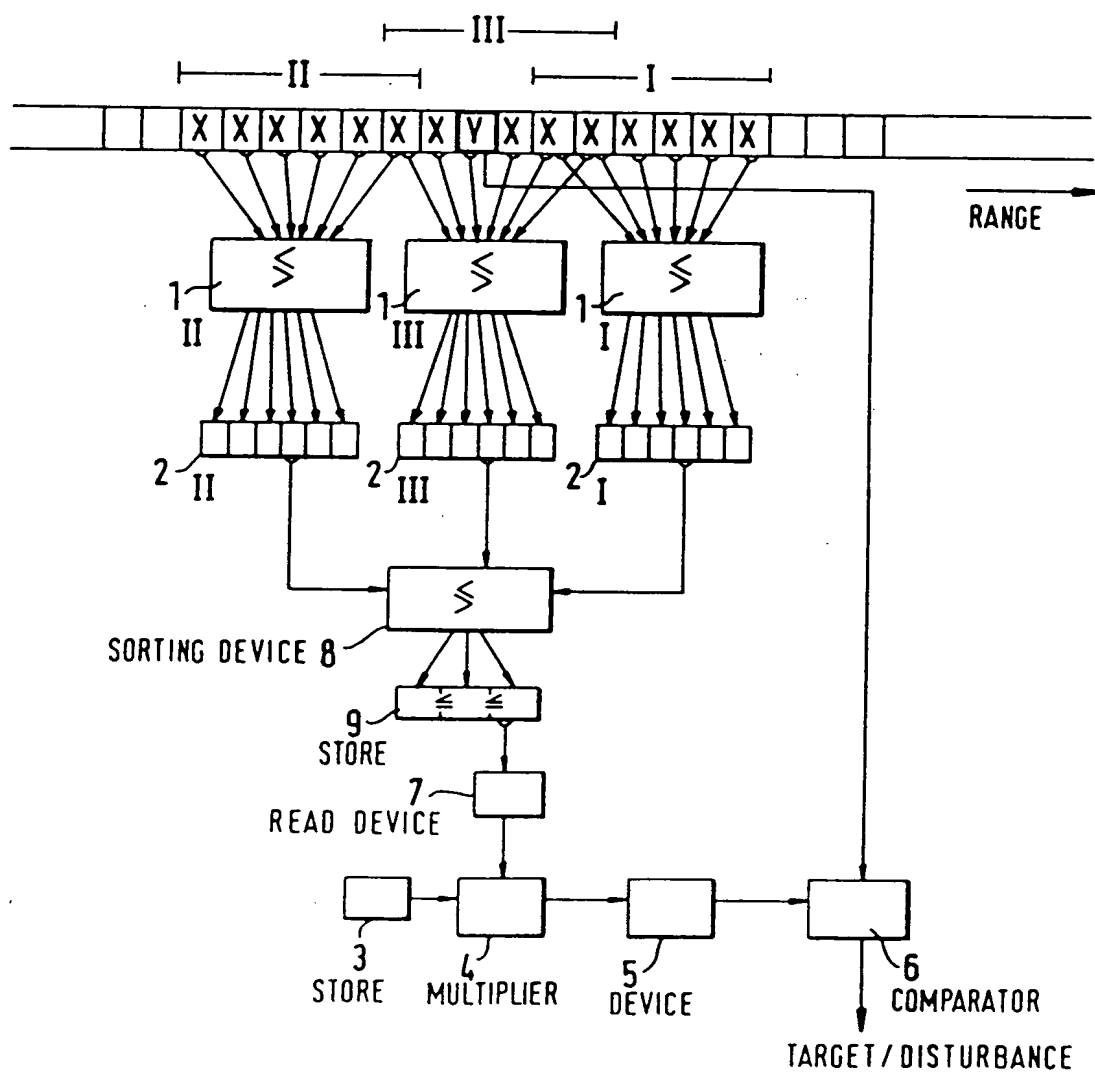 III
II I
X X X X X X X Y X X X X X X X
RANGE
≶ ≶ ≶
1 1 1
II III I
2 2 2
II III I
≶
SORTING DEVICE 8
≦ ≦
9
STORE
7
READ DEVICE
3 4 5 6
STORE MULTIPLIER DEVICE COMPARATOR
TARGET/DISTURBANCE